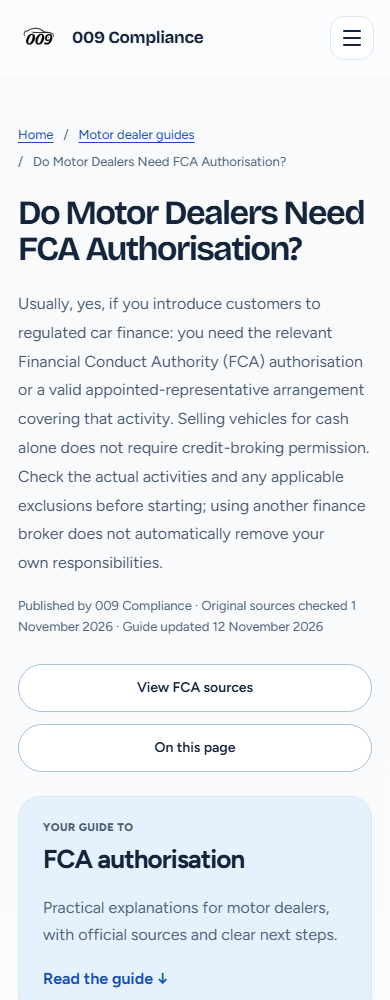 009
009 Compliance
Home / Motor dealer guides
/ Do Motor Dealers Need FCA Authorisation?
Do Motor Dealers Need
FCA Authorisation?
Usually, yes, if you introduce customers to
regulated car finance: you need the relevant
Financial Conduct Authority (FCA) authorisation
or a valid appointed-representative arrangement
covering that activity. Selling vehicles for cash
alone does not require credit-broking permission.
Check the actual activities and any applicable
exclusions before starting; using another finance
broker does not automatically remove your
own responsibilities.
Published by 009 Compliance · Original sources checked 1
November 2026 · Guide updated 12 November 2026
View FCA sources
On this page
YOUR GUIDE TO
FCA authorisation
Practical explanations for motor dealers,
with official sources and clear next steps.
Read the guide ↓